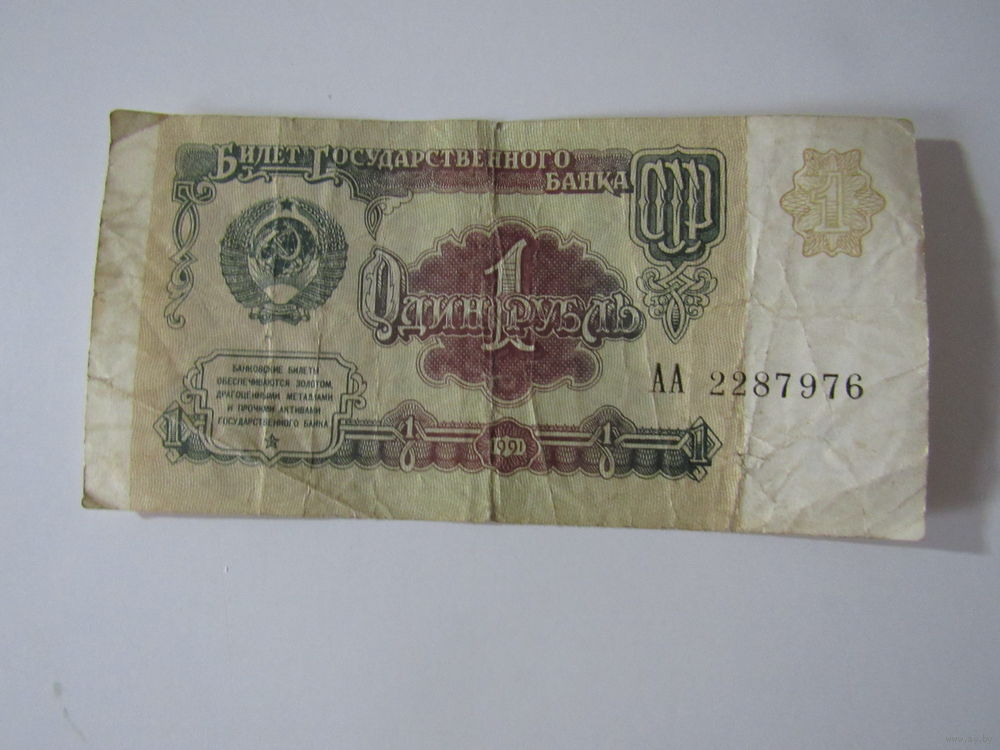 БИЛЕТ ГОСУДАРСТВЕННОГО
БАНКА
СССР
1
1
ОДИН РУБЛЬ
АА 2287976
БАНКОВСКИЕ БИЛЕТЫ
ОБЕСПЕЧИВАЮТСЯ ЗОЛОТОМ,
ДРАГОЦЕННЫМИ МЕТАЛЛАМИ
И ПРОЧИМИ АКТИВАМИ
ГОСУДАРСТВЕННОГО БАНКА
1 1 1991 1 1